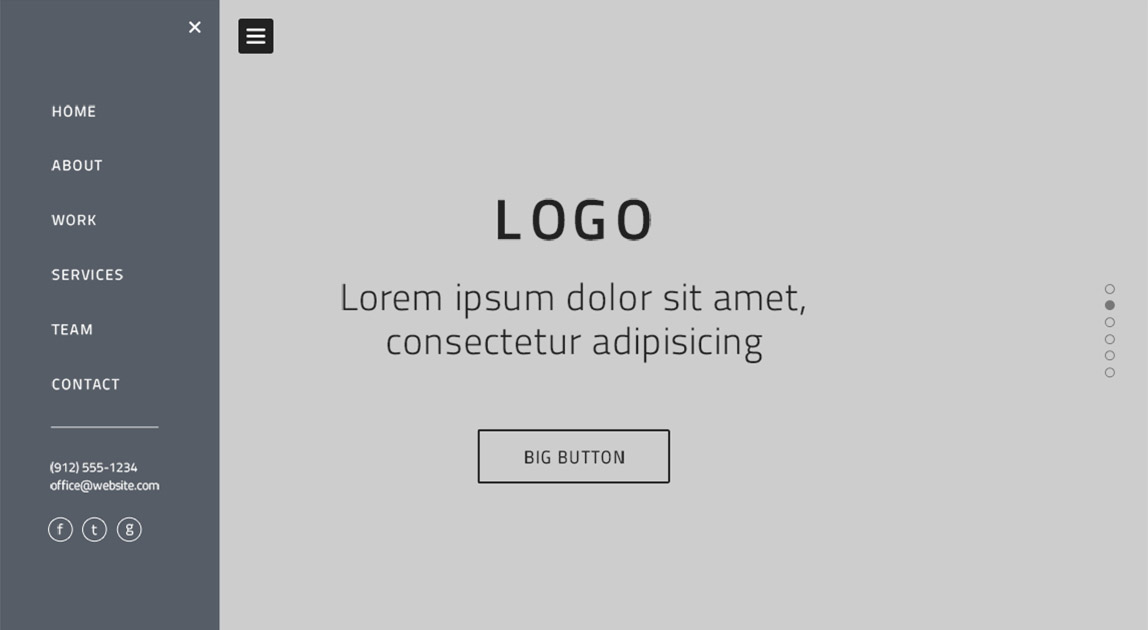 HOME
ABOUT
WORK
SERVICES
TEAM
CONTACT
(912) 555-1234
office@website.com
f t g
LOGO
Lorem ipsum dolor sit amet,
consectetur adipisicing
BIG BUTTON